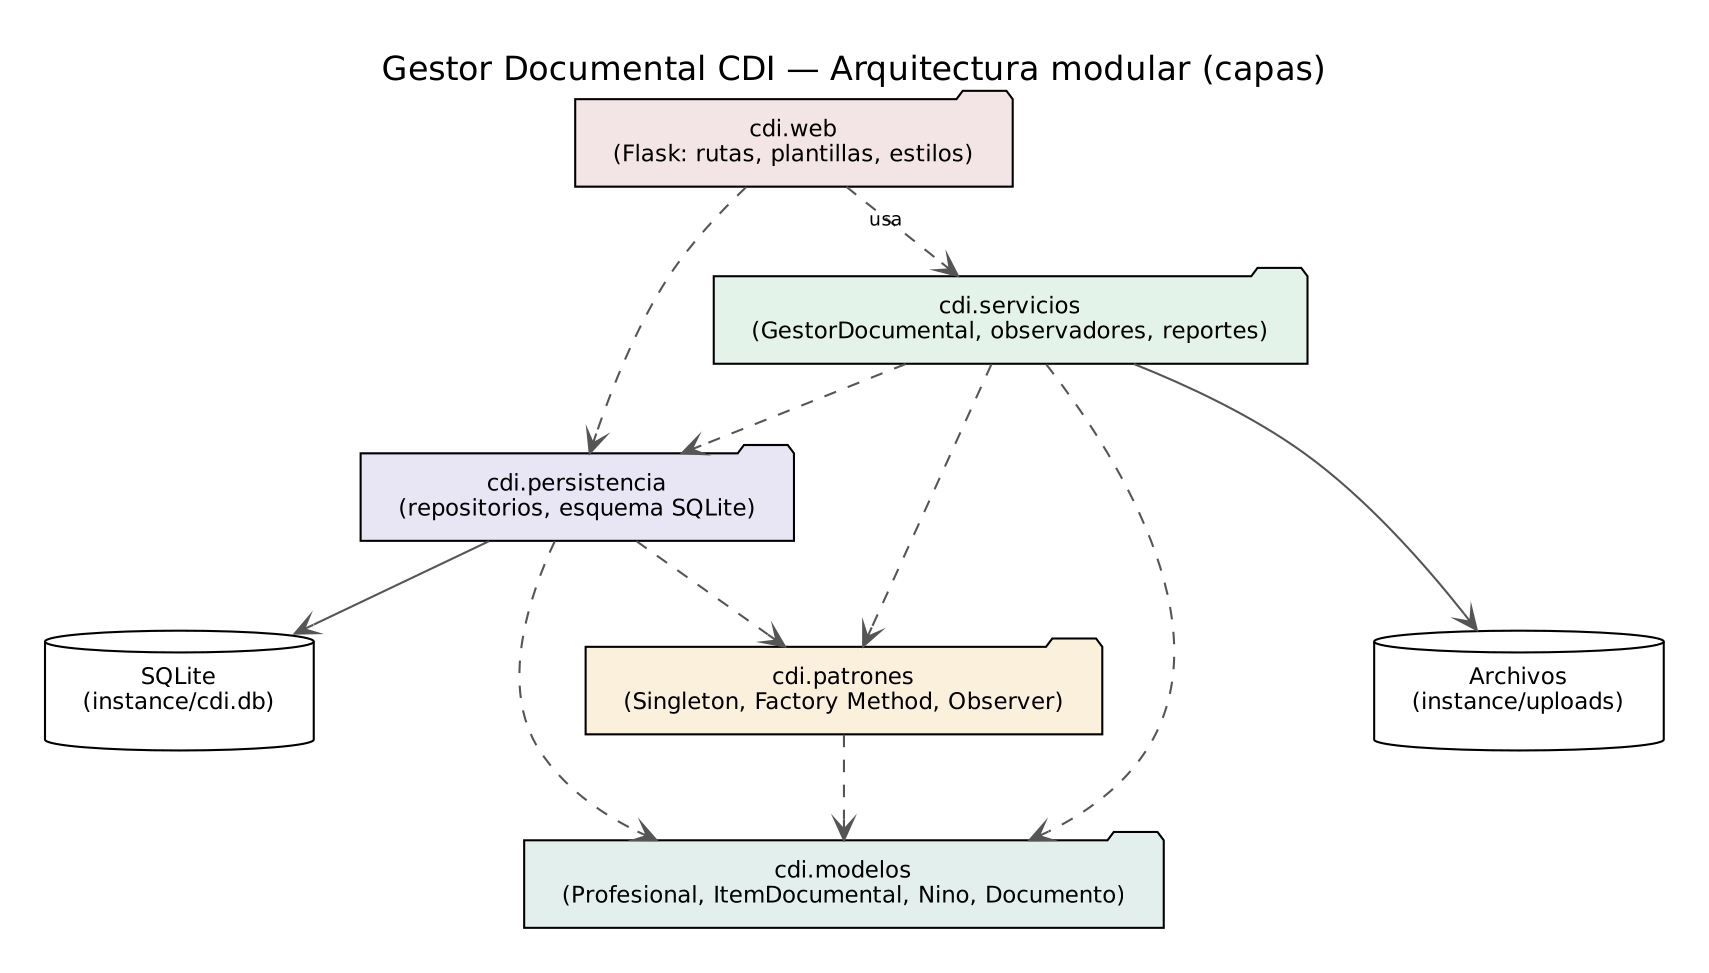 Gestor Documental CDI — Arquitectura modular (capas)
cdi.web
(Flask: rutas, plantillas, estilos)
usa
cdi.servicios
(GestorDocumental, observadores, reportes)
cdi.persistencia
(repositorios, esquema SQLite)
SQLite
(instance/cdi.db)
cdi.patrones
(Singleton, Factory Method, Observer)
Archivos
(instance/uploads)
cdi.modelos
(Profesional, ItemDocumental, Nino, Documento)